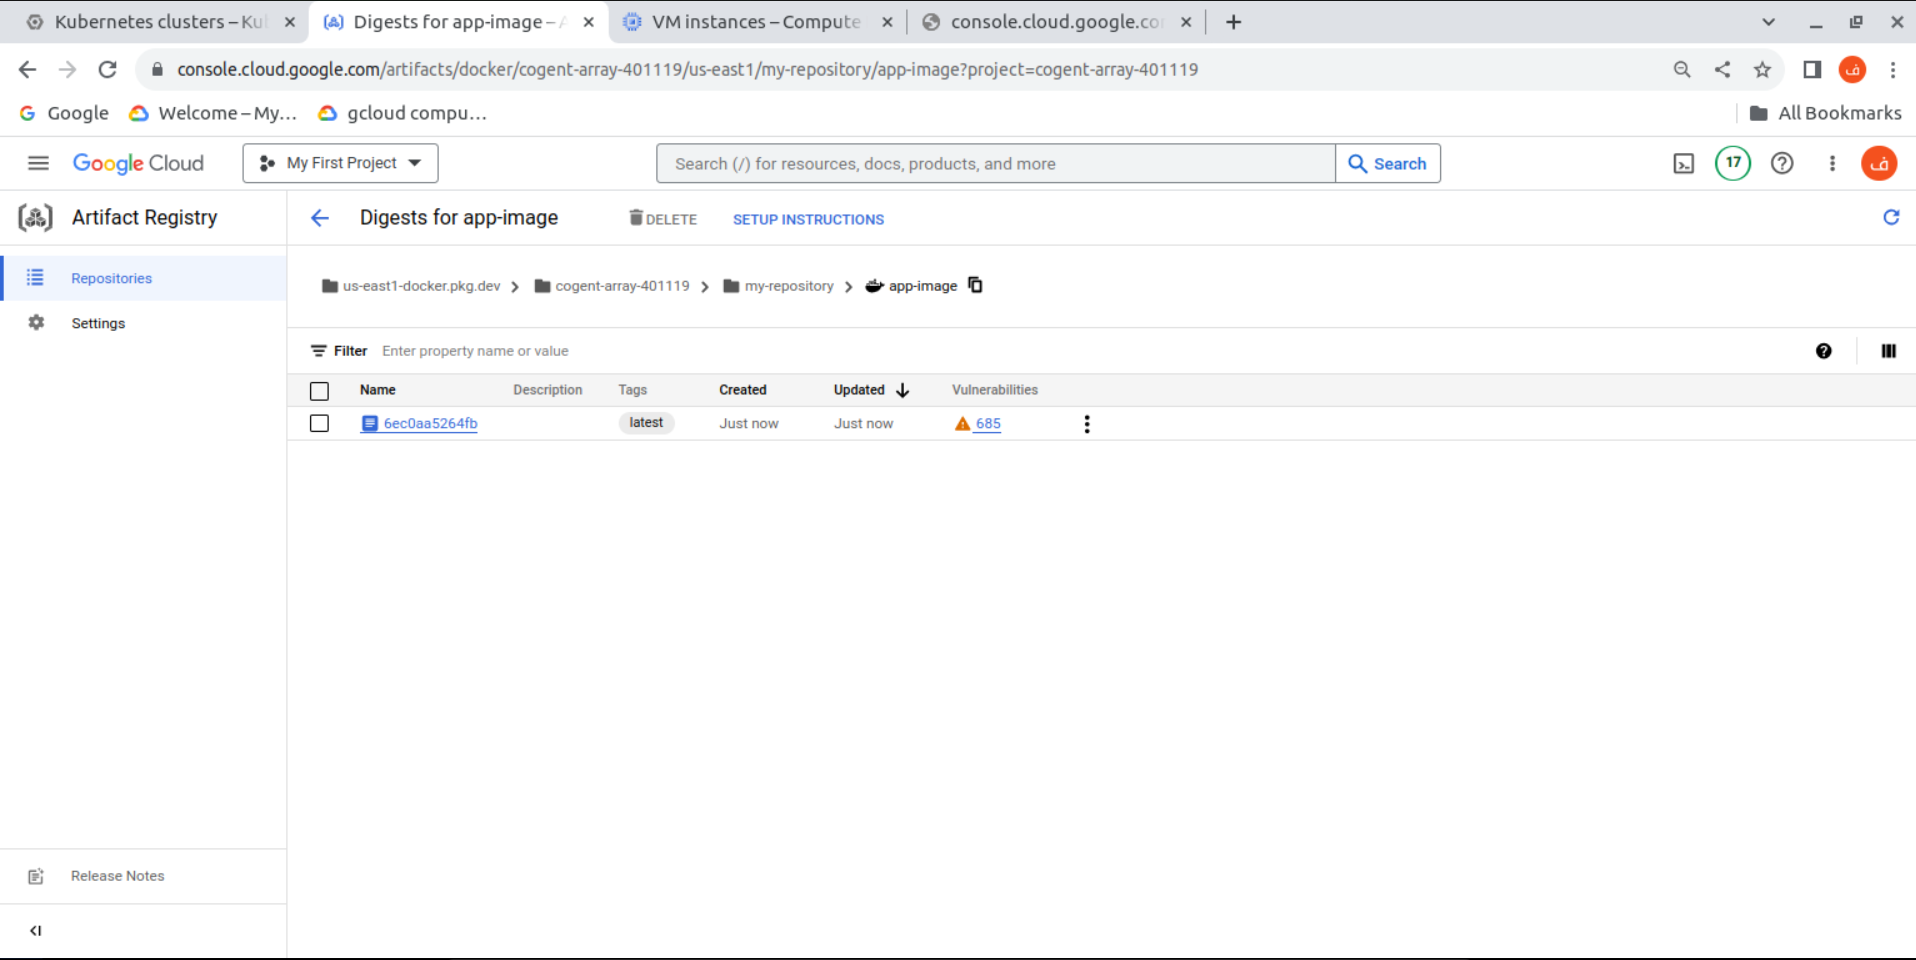 Kubernetes clusters – Ku
Digests for app-image –
VM instances – Compute
console.cloud.google.co
console.cloud.google.com/artifacts/docker/cogent-array-401119/us-east1/my-repository/app-image?project=cogent-array-401119
ف
Google
Welcome – My...
gcloud compu...
All Bookmarks
Google Cloud
My First Project
Search (/) for resources, docs, products, and more
Search
17
ف
Artifact Registry
Digests for app-image
DELETE
SETUP INSTRUCTIONS
Repositories
Settings
us-east1-docker.pkg.dev
cogent-array-401119
my-repository
app-image
Filter
Enter property name or value
Name Description Tags Created Updated Vulnerabilities
6ec0aa5264fb latest Just now Just now 685
Release Notes